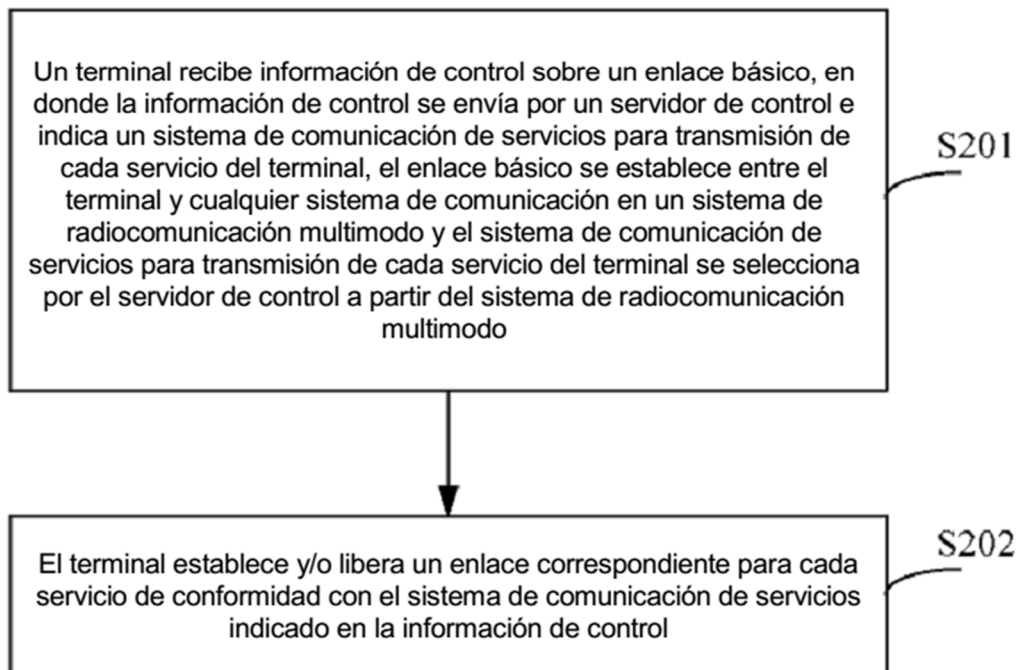 Un terminal recibe información de control sobre un enlace básico, en
donde la información de control se envía por un servidor de control e
indica un sistema de comunicación de servicios para transmisión de
cada servicio del terminal, el enlace básico se establece entre el
terminal y cualquier sistema de comunicación en un sistema de
radiocomunicación multimodo y el sistema de comunicación de
servicios para transmisión de cada servicio del terminal se selecciona
por el servidor de control a partir del sistema de radiocomunicación
multimodo
S201
El terminal establece y/o libera un enlace correspondiente para cada
servicio de conformidad con el sistema de comunicación de servicios
indicado en la información de control
S202